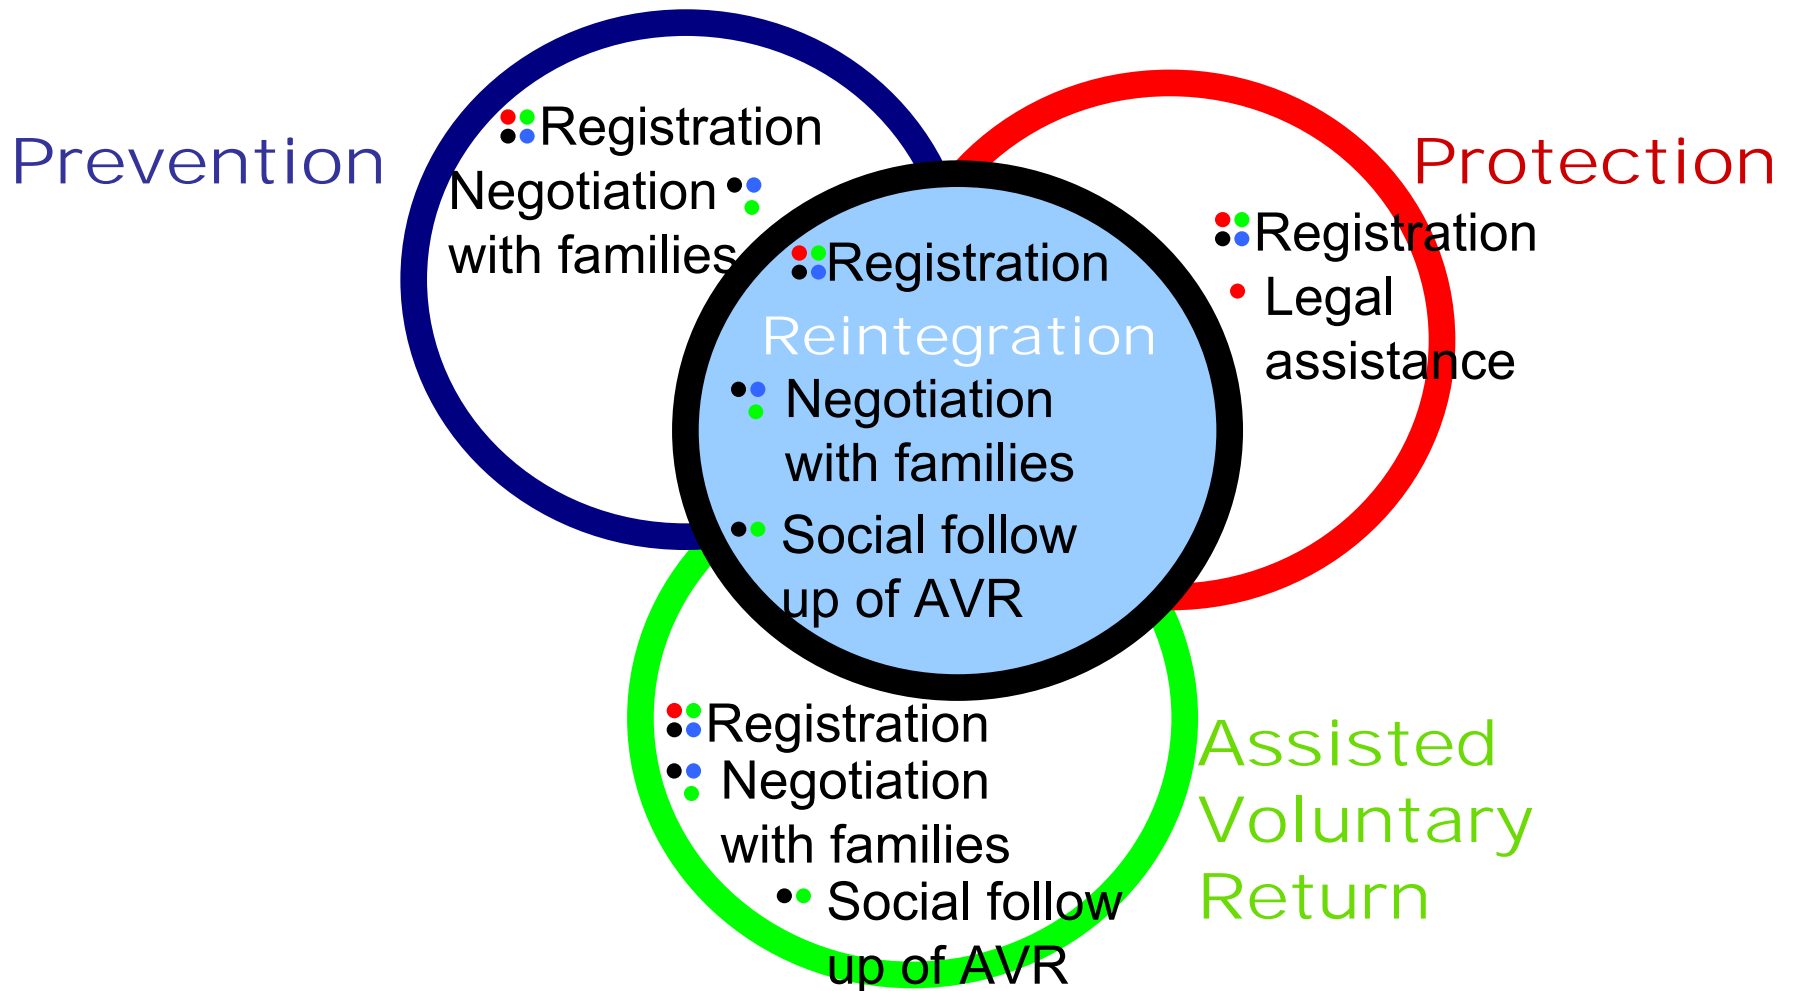 Prevention
Registration
Negotiation
with families
Protection
Registration
Legal
assistance
Registration
Reintegration
Negotiation
with families
Social follow
up of AVR
Registration
Negotiation
with families
Social follow
up of AVR
Assisted
Voluntary
Return